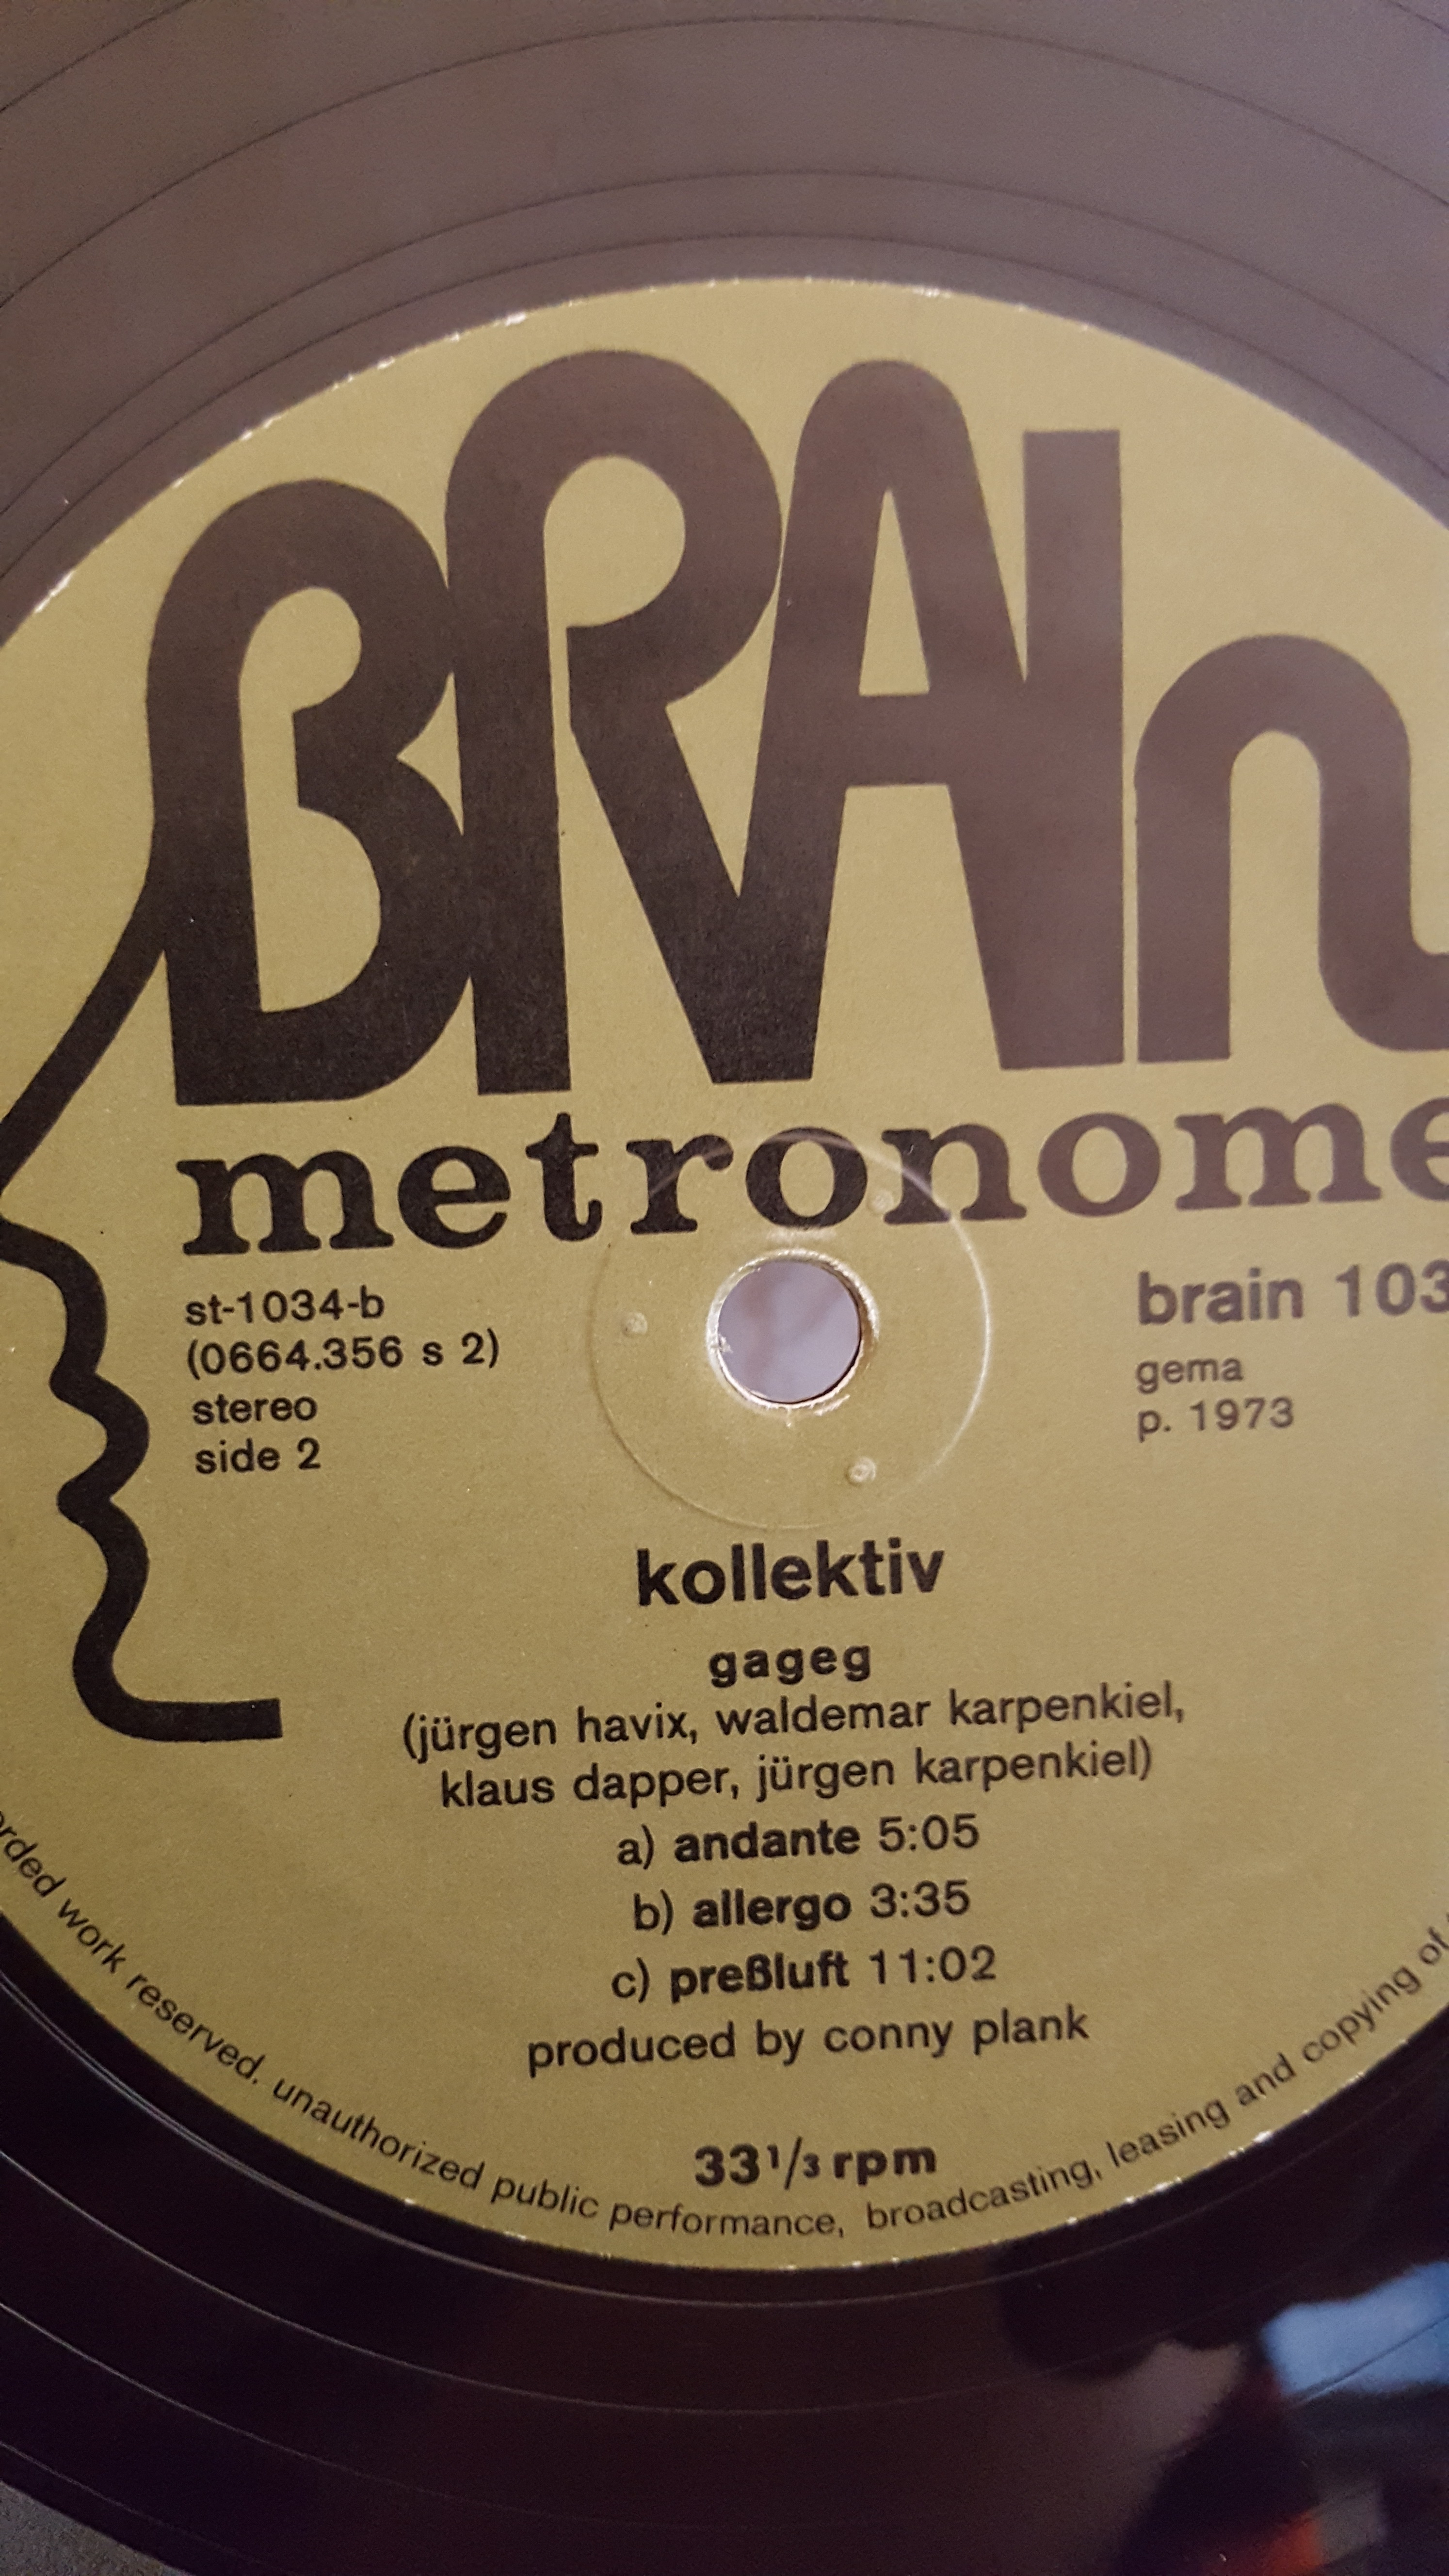 BRAIn
metronome
st-1034-b
(0664.356 s 2)
stereo
side 2
brain 103
gema
p. 1973
kollektiv
gageg
(jürgen havix, waldemar karpenkiel,
klaus dapper, jürgen karpenkiel)
a) andante 5:05
b) allergo 3:35
c) preßluft 11:02
produced by conny plank
33 1/3 rpm
work reserved. unauthorized public performance, broadcasting, leasing and copying of